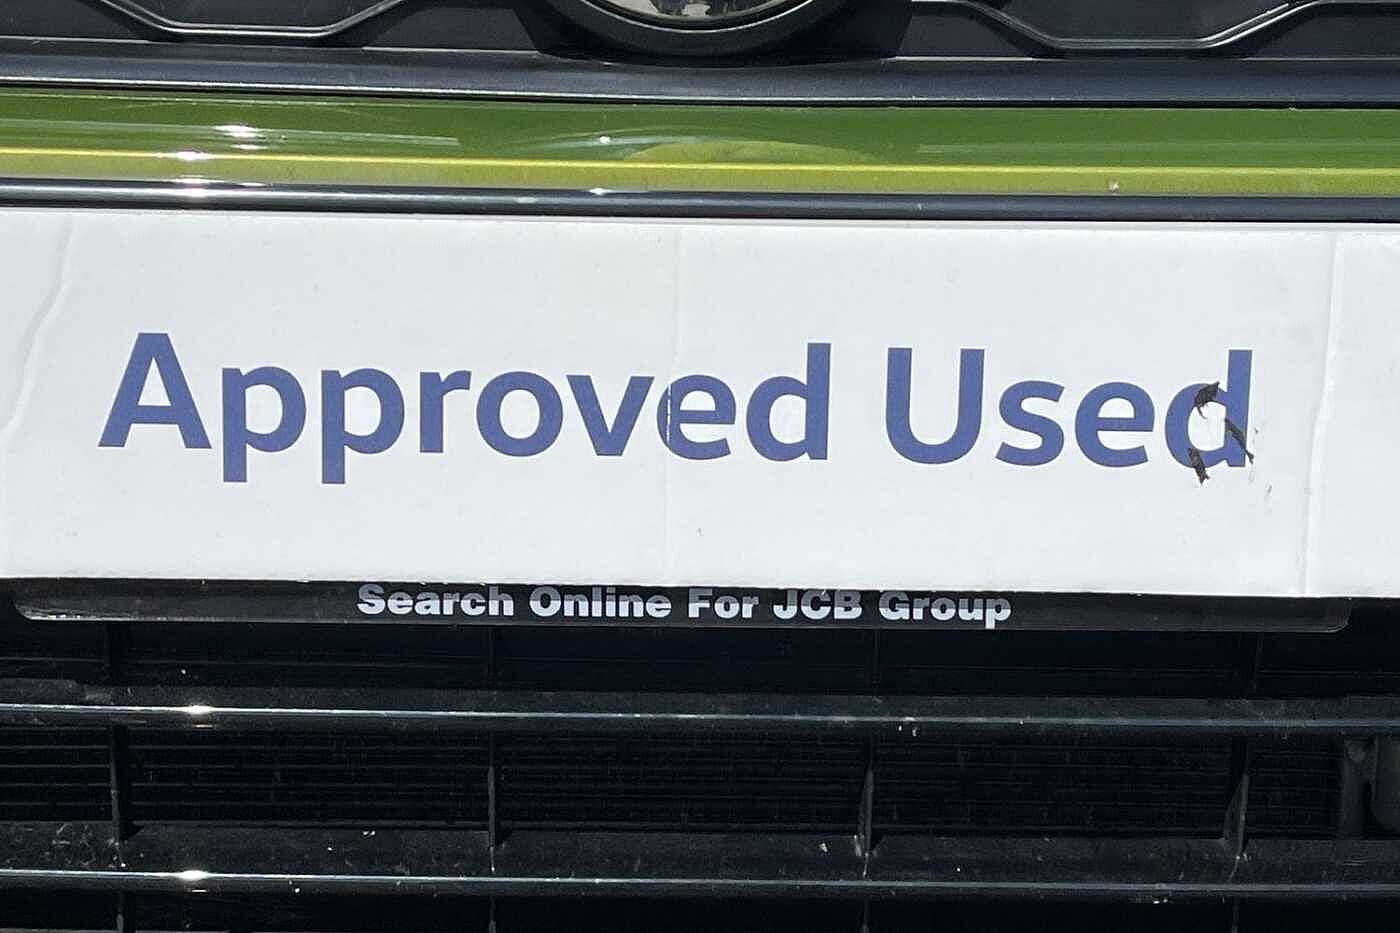 Approved Used
Search Online For JCB Group